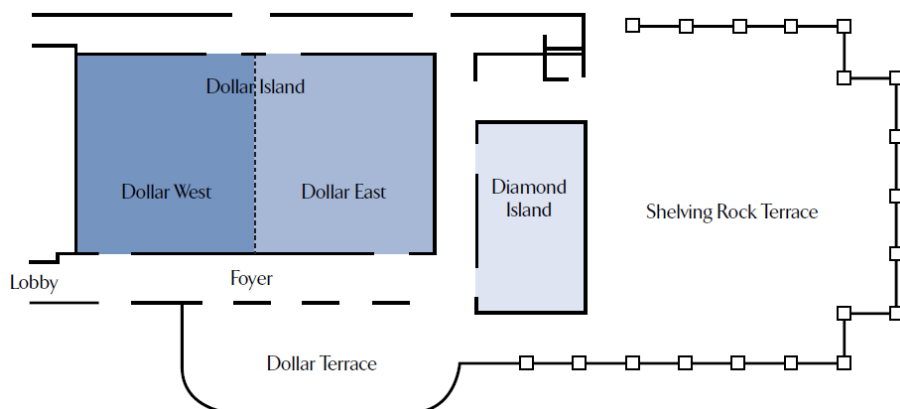 Dollar Island
Dollar West
Dollar East
Diamond
Island
Shelving Rock Terrace
Lobby
Foyer
Dollar Terrace